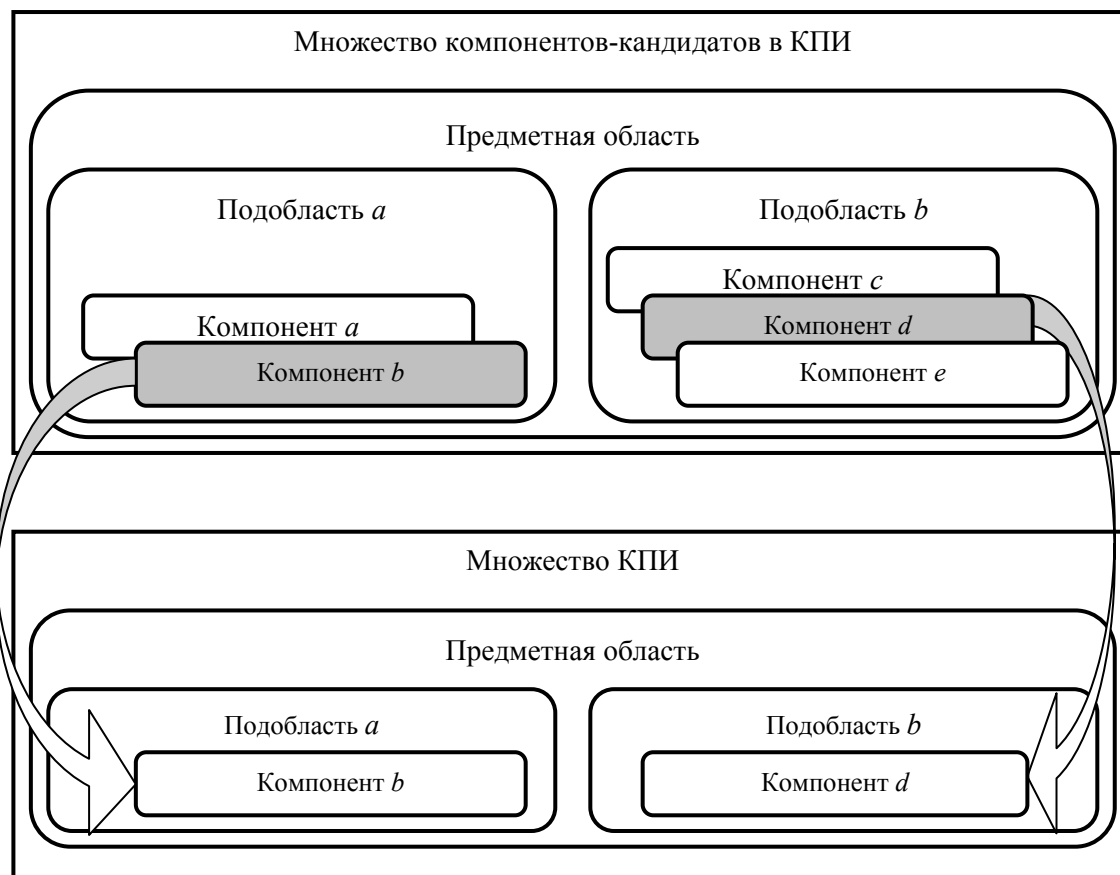 Множество компонентов-кандидатов в КПИ
Предметная область
Подобласть a
Подобласть b
Компонент c
Компонент a
Компонент d
Компонент b
Компонент e
Множество КПИ
Предметная область
Подобласть a
Подобласть b
Компонент b
Компонент d